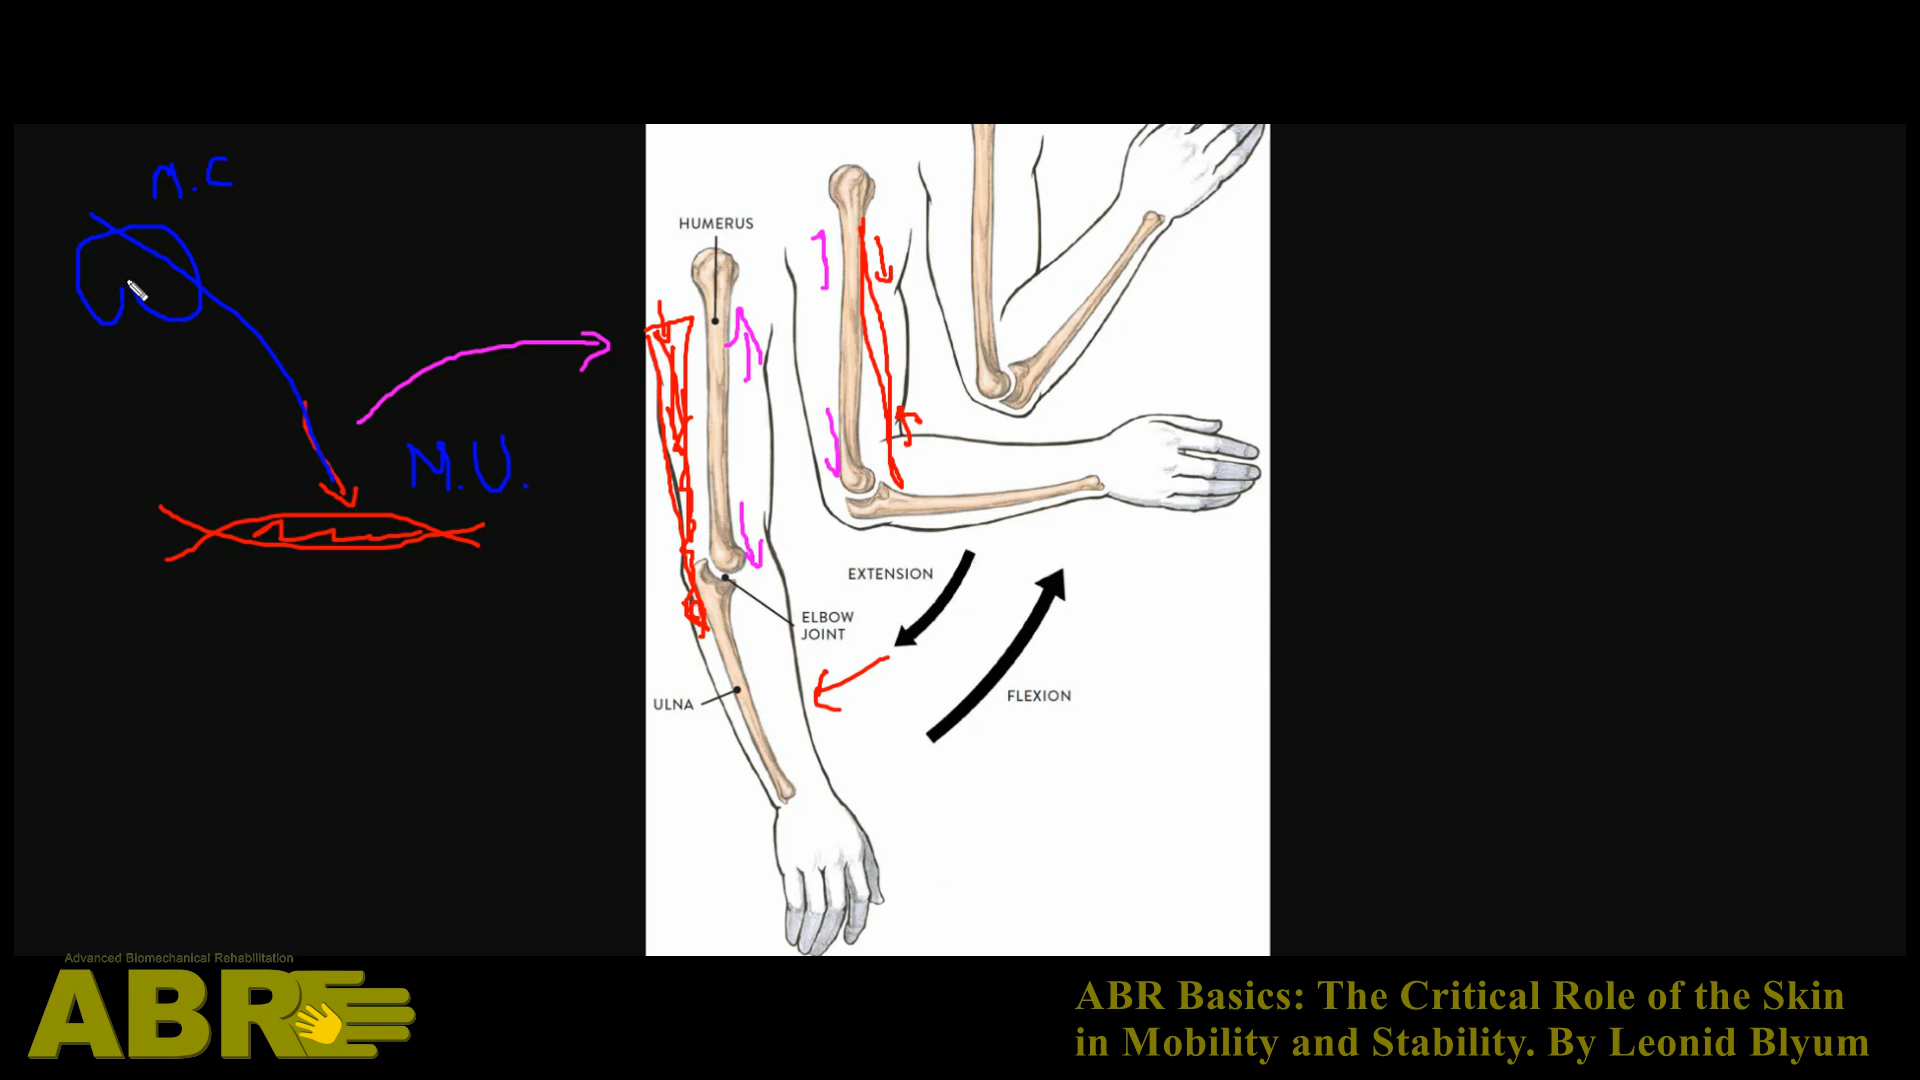 M.C
HUMERUS
M.U.
EXTENSION
ELBOW
JOINT
FLEXION
ULNA
Advanced Biomechanical Rehabilitation
ABR
ABR Basics: The Critical Role of the Skin
in Mobility and Stability. By Leonid Blyum